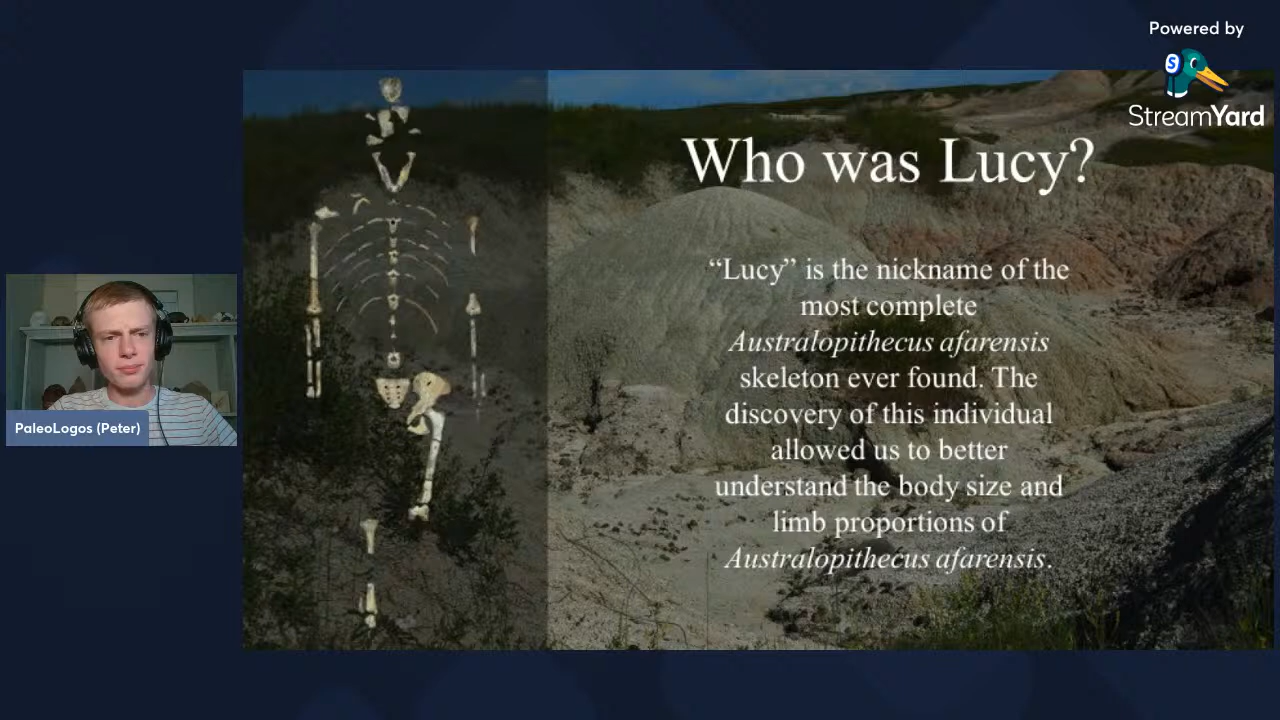 Powered by
StreamYard
Who was Lucy?
“Lucy” is the nickname of the
most complete
Australopithecus afarensis
skeleton ever found. The
discovery of this individual
allowed us to better
understand the body size and
limb proportions of
Australopithecus afarensis.
PaleoLogos (Peter)